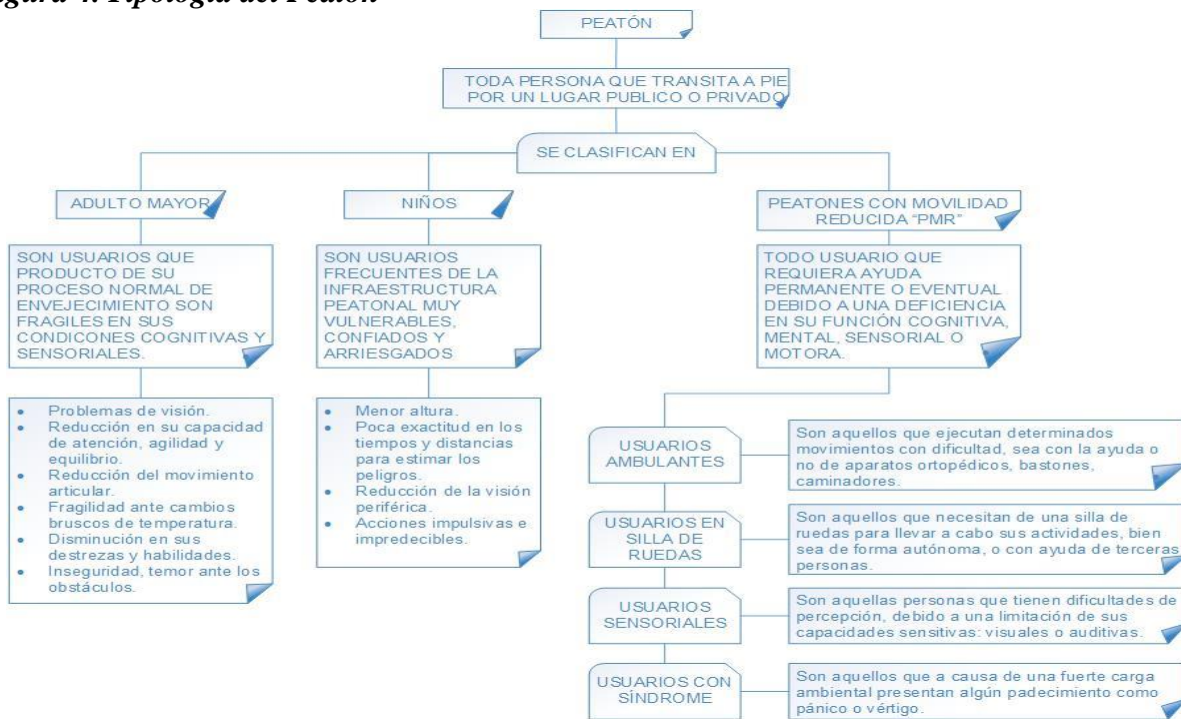 gura 4. Tipología del Peatón
PEATÓN
TODA PERSONA QUE TRANSITA A PIE
POR UN LUGAR PUBLICO O PRIVADO
SE CLASIFICAN EN
ADULTO MAYOR
SON USUARIOS QUE
PRODUCTO DE SU
PROCESO NORMAL DE
ENVEJECIMIENTO SON
FRAGILES EN SUS
CONDICONES COGNITIVAS Y
SENSORIALES.
• Problemas de visión.
• Reducción en su capacidad
de atención, agilidad y
equilibrio.
• Reducción del movimiento
articular.
• Fragilidad ante cambios
bruscos de temperatura.
• Disminución en sus
destrezas y habilidades.
• Inseguridad, temor ante los
obstáculos.
NIÑOS
SON USUARIOS
FRECUENTES DE LA
INFRAESTRUCTURA
PEATONAL MUY
VULNERABLES,
CONFIADOS Y
ARRIESGADOS
• Menor altura.
• Poca exactitud en los
tiempos y distancias
para estimar los
peligros.
• Reducción de la visión
periférica.
• Acciones impulsivas e
impredecibles.
PEATONES CON MOVILIDAD
REDUCIDA “PMR”
TODO USUARIO QUE
REQUIERA AYUDA
PERMANENTE O EVENTUAL
DEBIDO A UNA DEFICIENCIA
EN SU FUNCIÓN COGNITIVA,
MENTAL, SENSORIAL O
MOTORA.
USUARIOS
AMBULANTES
Son aquellos que ejecutan determinados
movimientos con dificultad, sea con la ayuda o
no de aparatos ortopédicos, bastones,
caminadores.
USUARIOS EN
SILLA DE
RUEDAS
Son aquellos que necesitan de una silla de
ruedas para llevar a cabo sus actividades, bien
sea de forma autónoma, o con ayuda de terceras
personas.
USUARIOS
SENSORIALES
Son aquellas personas que tienen dificultades de
percepción, debido a una limitación de sus
capacidades sensitivas: visuales o auditivas.
USUARIOS CON
SÍNDROME
Son aquellos que a causa de una fuerte carga
ambiental presentan algún padecimiento como
pánico o vértigo.